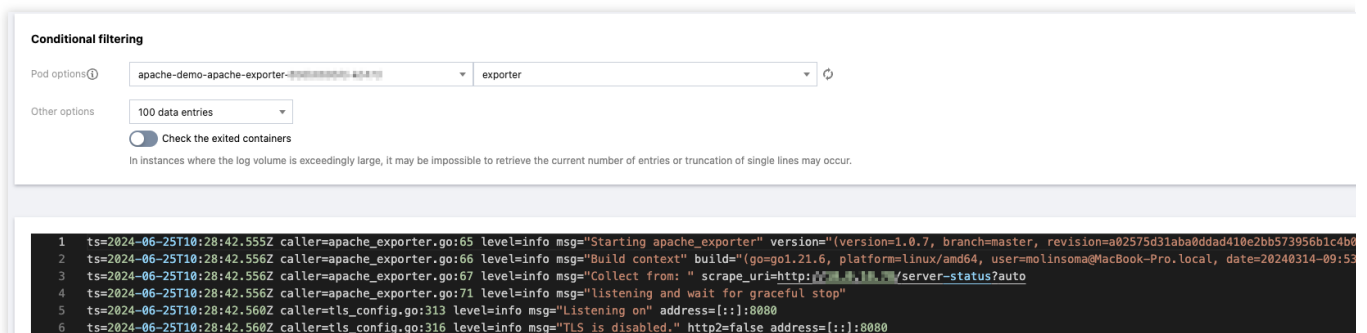 Conditional filtering
Pod options apache-demo-apache-exporter- exporter
Other options 100 data entries
Check the exited containers
In instances where the log volume is exceedingly large, it may be impossible to retrieve the current number of entries or truncation of single lines may occur.
1 ts=2024-06-25T10:28:42.555Z caller=apache_exporter.go:65 level=info msg="Starting apache_exporter" version="(version=1.0.7, branch=master, revision=a02575d31aba0ddad410e2bb573956b1c4b0
2 ts=2024-06-25T10:28:42.556Z caller=apache_exporter.go:66 level=info msg="Build context" build="(go=go1.21.6, platform=linux/amd64, user=molinsoma@MacBook-Pro.local, date=20240314-09:53
3 ts=2024-06-25T10:28:42.556Z caller=apache_exporter.go:67 level=info msg="Collect from: " scrape_uri=http: /server-status?auto
4 ts=2024-06-25T10:28:42.556Z caller=apache_exporter.go:71 level=info msg="listening and wait for graceful stop"
5 ts=2024-06-25T10:28:42.560Z caller=tls_config.go:313 level=info msg="Listening on" address=[::]:8080
6 ts=2024-06-25T10:28:42.560Z caller=tls_config.go:316 level=info msg="TLS is disabled." http2=false address=[::]:8080